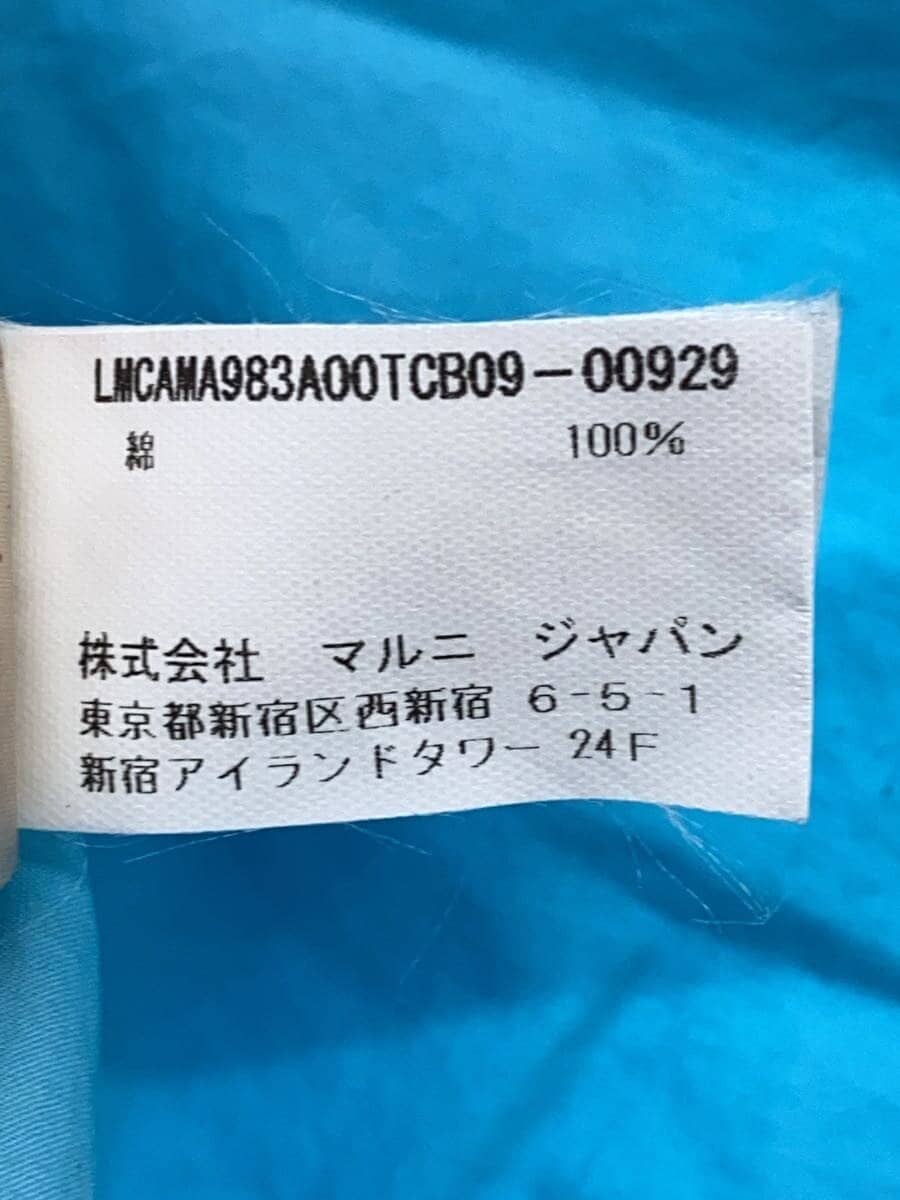 LMCAMA983A00TCB09-00929
綿 100%
株式会社 マルニ ジャパン
東京都新宿区西新宿 6-5-1
新宿アイランドタワー 24F